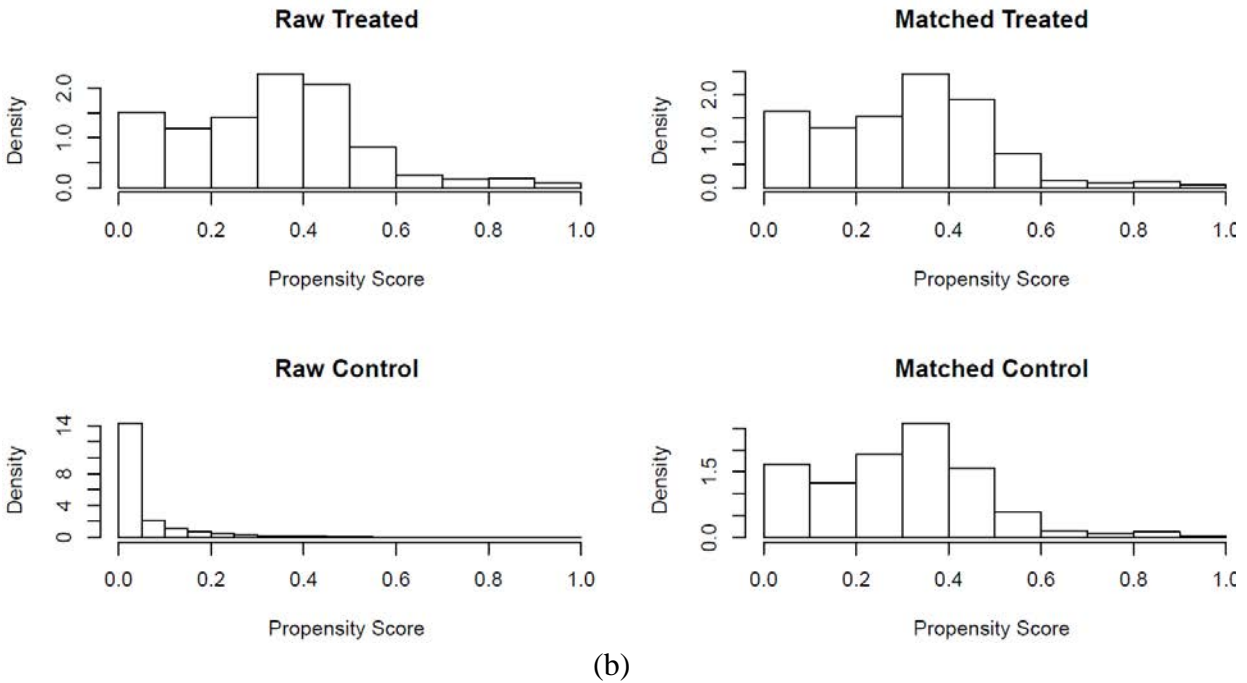 Raw Treated
Density
0.0 1.0 2.0
0.0 0.2 0.4 0.6 0.8 1.0
Propensity Score
Matched Treated
Density
0.0 1.0 2.0
0.0 0.2 0.4 0.6 0.8 1.0
Propensity Score
Raw Control
Density
0 4 8 14
0.0 0.2 0.4 0.6 0.8 1.0
Propensity Score
Matched Control
Density
0.0 1.5
0.0 0.2 0.4 0.6 0.8 1.0
Propensity Score
(b)